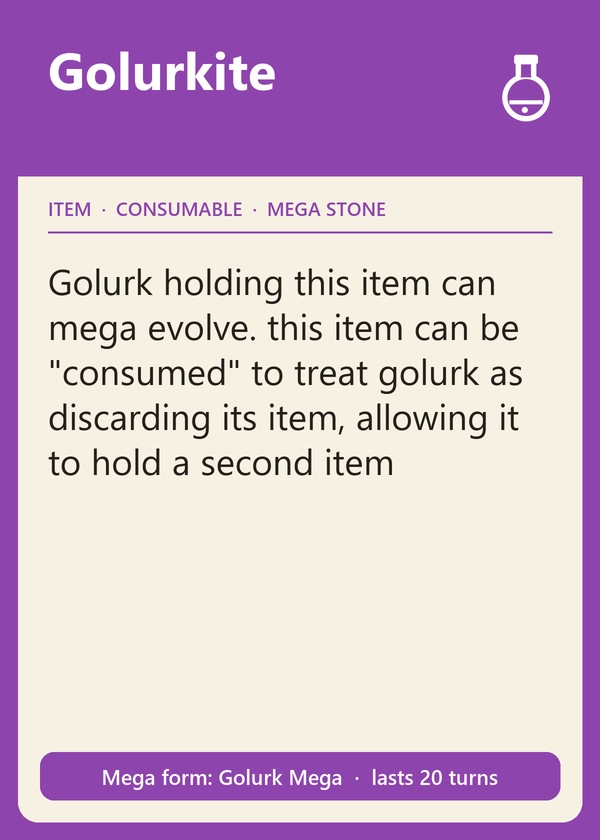 Golurkite
ITEM · CONSUMABLE · MEGA STONE
Golurk holding this item can
mega evolve. this item can be
"consumed" to treat golurk as
discarding its item, allowing it
to hold a second item
Mega form: Golurk Mega · lasts 20 turns